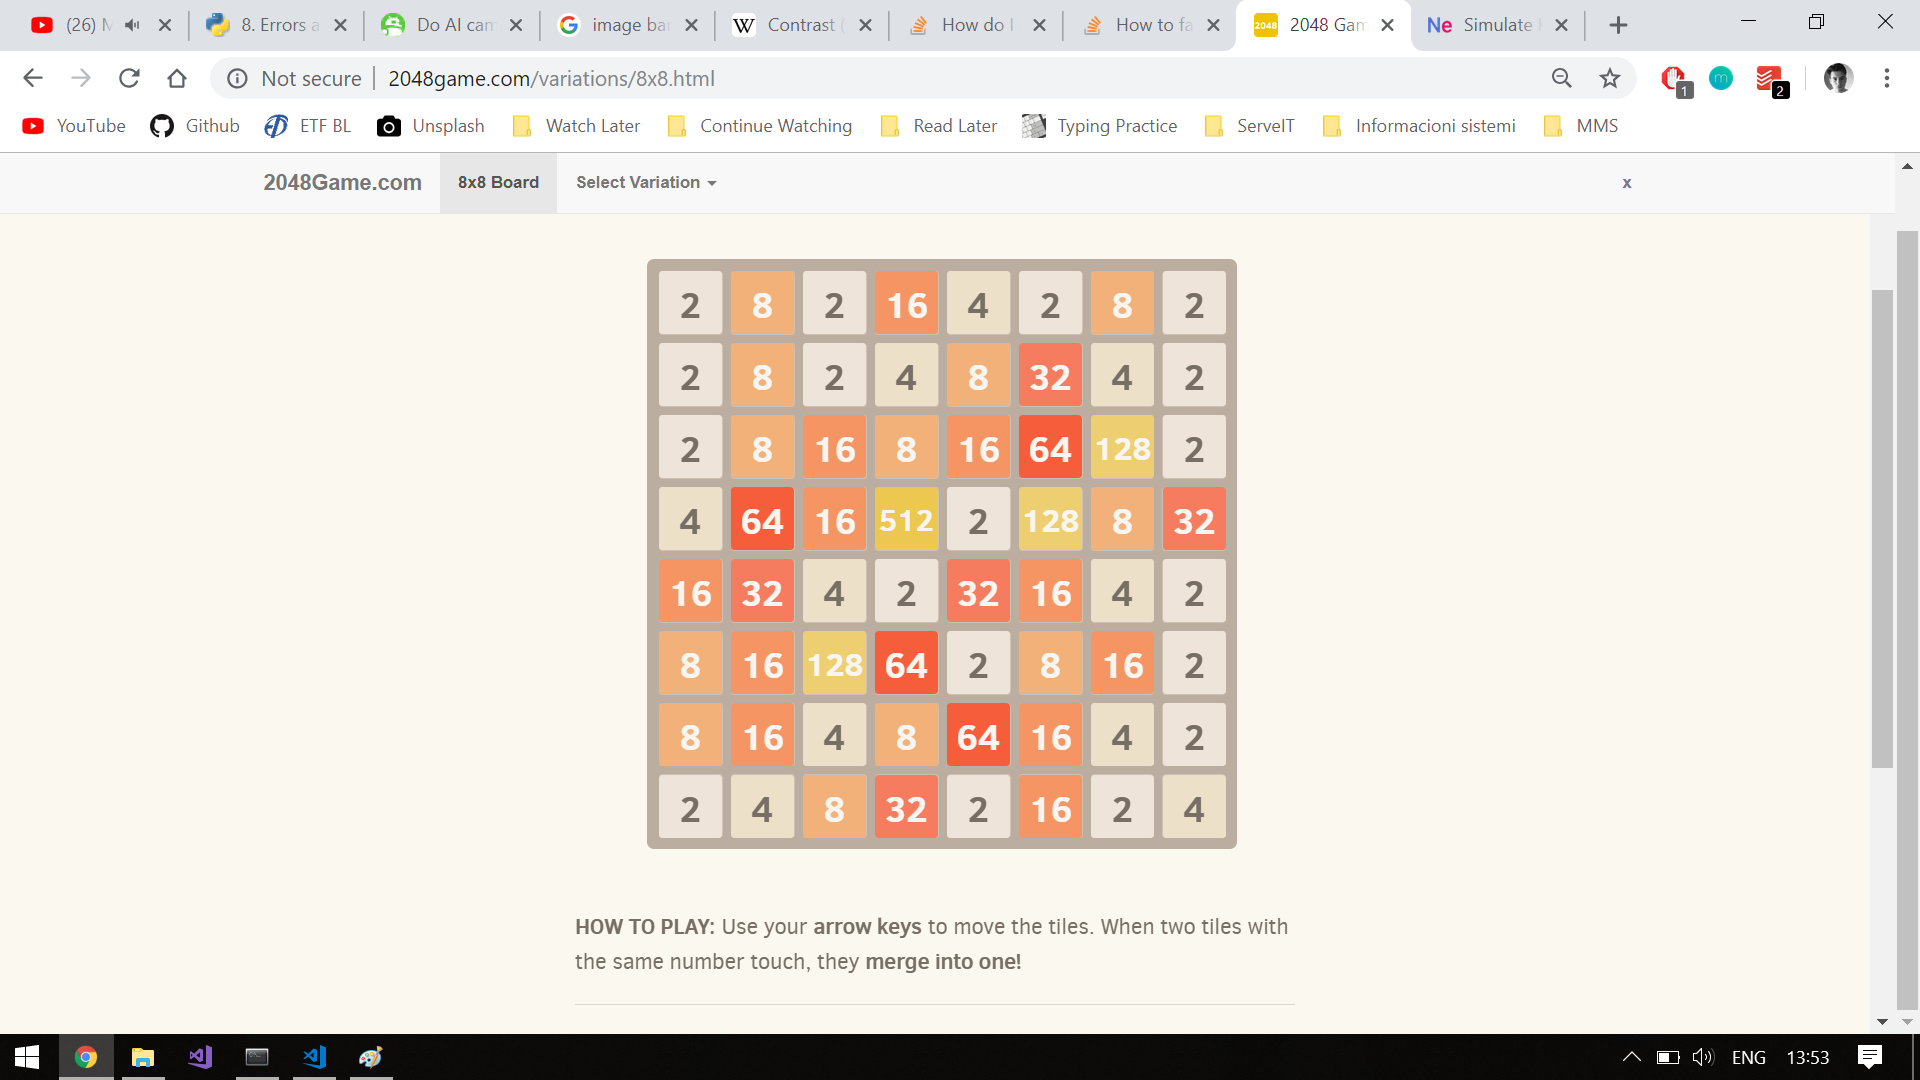 (26) M 8. Errors a Do AI cam image bar Contrast ( How do I How to fa 2048 2048 Gam Ne Simulate
Not secure 2048game.com/variations/8x8.html m 1 2
YouTube Github ETF BL Unsplash Watch Later Continue Watching Read Later Typing Practice ServeIT Informacioni sistemi MMS
2048Game.com 8x8 Board Select Variation x
2 8 2 16 4 2 8 2
2 8 2 4 8 32 4 2
2 8 16 8 16 64 128 2
4 64 16 512 2 128 8 32
16 32 4 2 32 16 4 2
8 16 128 64 2 8 16 2
8 16 4 8 64 16 4 2
2 4 8 32 2 16 2 4
HOW TO PLAY: Use your arrow keys to move the tiles. When two tiles with
the same number touch, they merge into one!
ENG 13:53